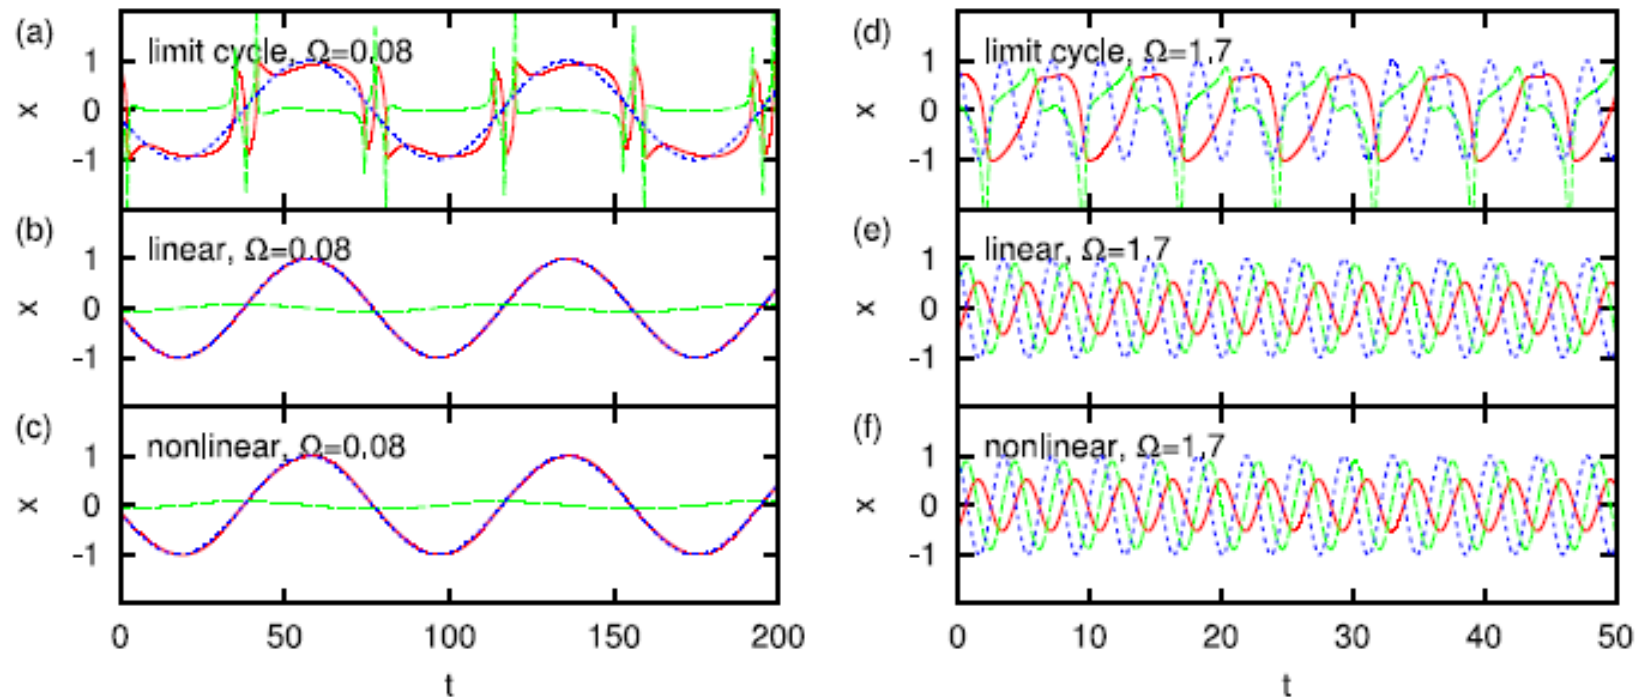 (a)
limit cycle, Ω=0.08
x
1
0
-1
(b)
linear, Ω=0.08
x
1
0
-1
(c)
nonlinear, Ω=0.08
x
1
0
-1
0 50 100 150 200
t
(d)
limit cycle, Ω=1.7
x
1
0
-1
(e)
linear, Ω=1.7
x
1
0
-1
(f)
nonlinear, Ω=1.7
x
1
0
-1
0 10 20 30 40 50
t